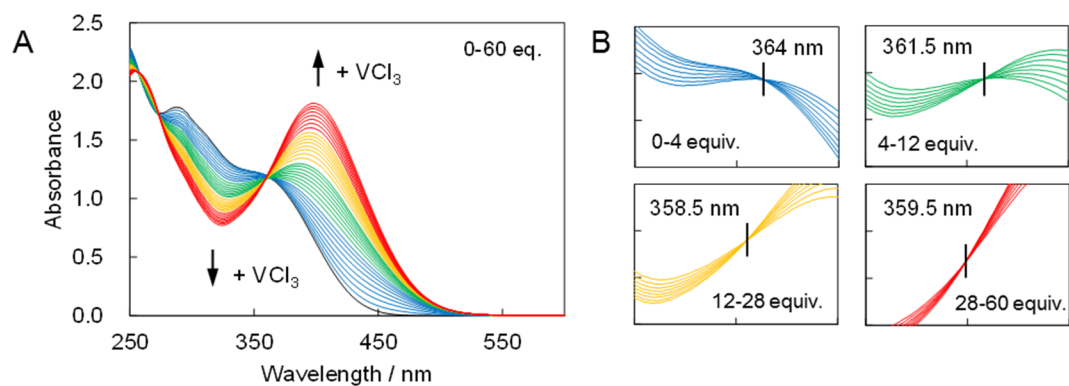 A
2.5
2.0
1.5
1.0
0.5
0.0
Absorbance
250
350
450
550
Wavelength / nm
0-60 eq.
+ VCl₃
+ VCl₃
B
364 nm
0-4 equiv.
361.5 nm
4-12 equiv.
358.5 nm
12-28 equiv.
359.5 nm
28-60 equiv.